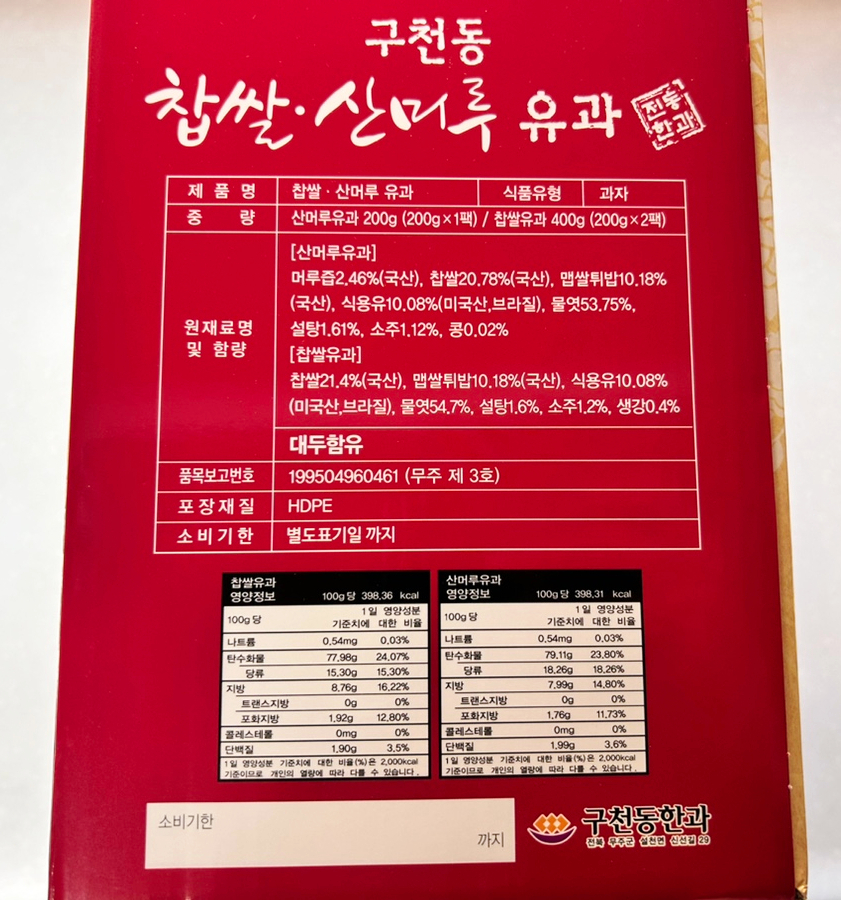 구천동
찹쌀·산머루 유과
전통
한과
제 품 명 찹쌀 · 산머루 유과 식품유형 과자
중 량 산머루유과 200g (200g×1팩) / 찹쌀유과 400g (200g×2팩)
원재료명
및 함량
[산머루유과]
머루즙2.46%(국산), 찹쌀20.78%(국산), 맵쌀튀밥10.18%
(국산), 식용유10.08%(미국산,브라질), 물엿53.75%,
설탕1.61%, 소주1.12%, 콩0.02%
[찹쌀유과]
찹쌀21.4%(국산), 맵쌀튀밥10.18%(국산), 식용유10.08%
(미국산,브라질), 물엿54.7%, 설탕1.6%, 소주1.2%, 생강0.4%
대두함유
품목보고번호 199504960461 (무주 제 3호)
포장재질 HDPE
소비기한 별도표기일 까지
찹쌀유과
영양정보 100g당 398.36 kcal
100g 당 1일 영양성분
기준치에 대한 비율
나트륨 0.54mg 0.03%
탄수화물 77.98g 24.07%
당류 15.30g 15.30%
지방 8.76g 16.22%
트랜스지방 0g 0%
포화지방 1.92g 12.80%
콜레스테롤 0mg 0%
단백질 1.90g 3.5%
1일 영양성분 기준치에 대한 비율(%)은 2,000kcal
기준이므로 개인의 열량에 따라 다를 수 있습니다.
산머루유과
영양정보 100g당 398.31 kcal
100g 당 1일 영양성분
기준치에 대한 비율
나트륨 0.54mg 0.03%
탄수화물 79.11g 23.80%
당류 18.26g 18.26%
지방 7.99g 14.80%
트랜스지방 0g 0%
포화지방 1.76g 11.73%
콜레스테롤 0mg 0%
단백질 1.99g 3.6%
1일 영양성분 기준치에 대한 비율(%)은 2,000kcal
기준이므로 개인의 열량에 따라 다를 수 있습니다.
소비기한
까지
구천동한과
전북 무주군 설천면 신선길 29